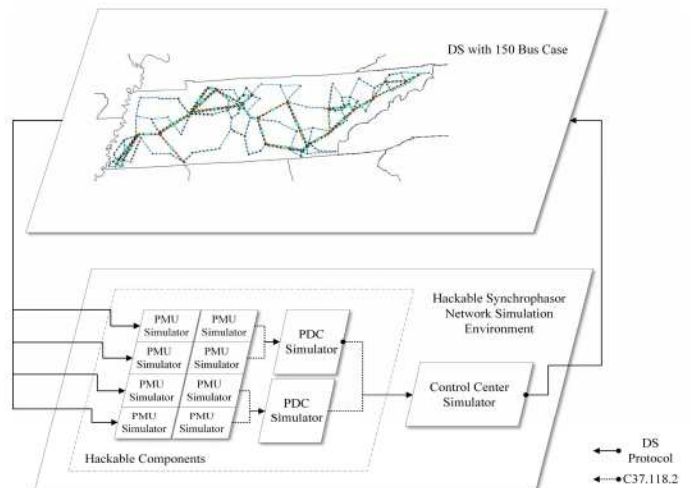 DS with 150 Bus Case
Hackable Synchrophasor
Network Simulation
Environment
PMU
Simulator
PMU
Simulator
PMU
Simulator
PMU
Simulator
PMU
Simulator
PMU
Simulator
PMU
Simulator
PMU
Simulator
PDC
Simulator
PDC
Simulator
Control Center
Simulator
Hackable Components
DS
Protocol
C37.118.2